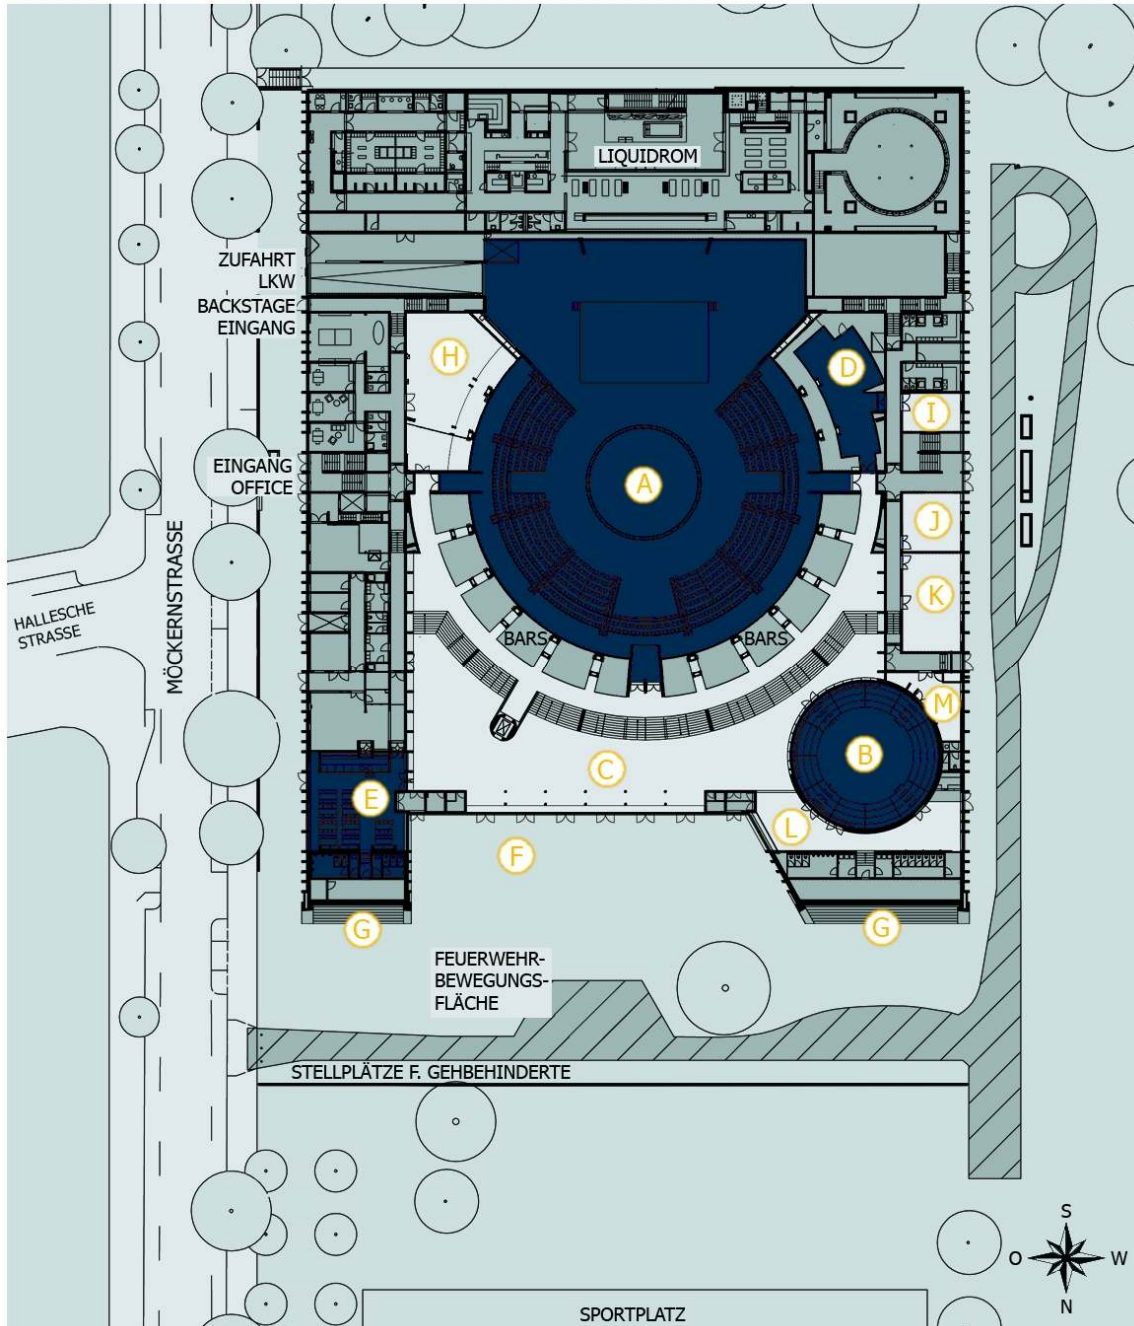 LIQUIDROM
ZUFAHRT
LKW
BACKSTAGE
EINGANG
H
D
I
EINGANG
OFFICE
A
J
MÖCKERNSTRASSE
HALLESCHE
STRASSE
K
BARS
BARS
M
B
C
E
L
F
G
G
FEUERWEHR-
BEWEGUNGS-
FLÄCHE
STELLPLÄTZE F. GEHBEHINDERTE
S
O
W
N
SPORTPLATZ